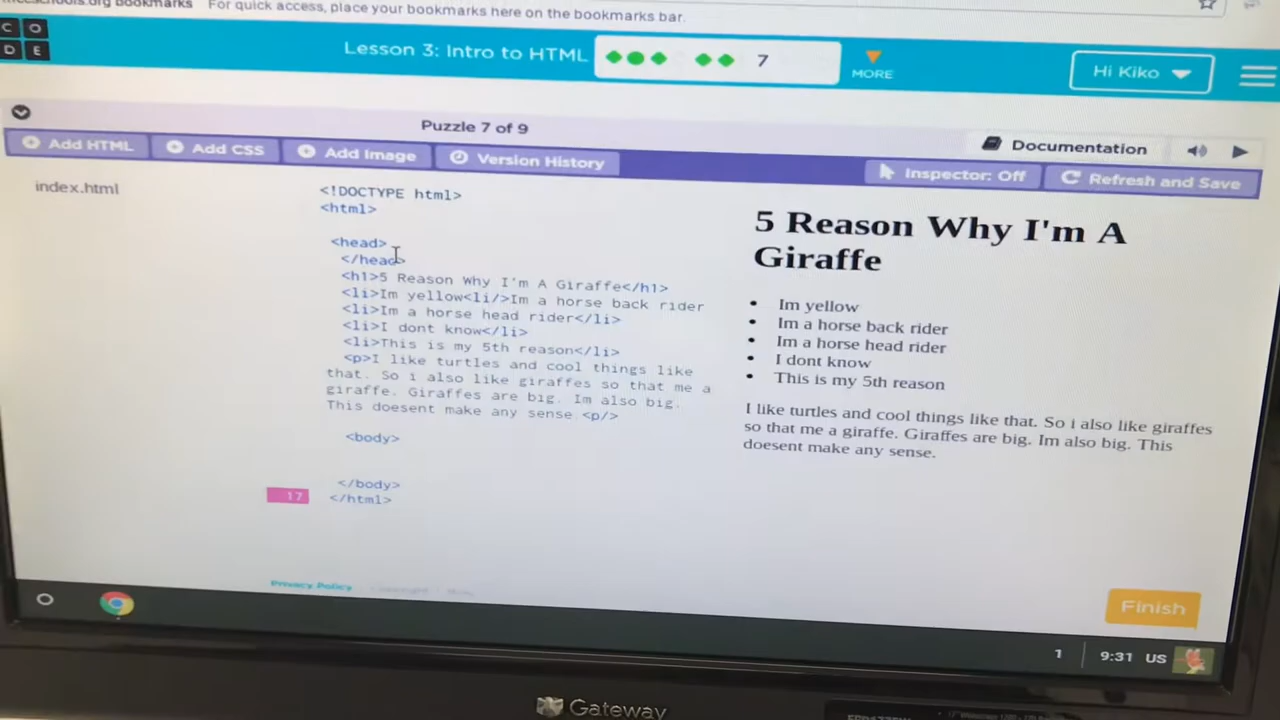 For quick access, place your bookmarks here on the bookmarks bar.
C O
D E
Lesson 3: Intro to HTML
7
MORE
Hi Kiko
Puzzle 7 of 9
Documentation
Add HTML
Add CSS
Add Image
Version History
Inspector: Off
Refresh and Save
index.html
<!DOCTYPE html>
<html>
<head>
</head>
<h1>5 Reason Why I'm A Giraffe</h1>
<li>Im yellow<li/>Im a horse back rider
<li>Im a horse head rider</li>
<li>I dont know</li>
<li>This is my 5th reason</li>
<p>I like turtles and cool things like
that. So i also like giraffes so that me a
giraffe. Giraffes are big. Im also big.
This doesent make any sense.<p/>
<body>
</body>
17
</html>
5 Reason Why I'm A
Giraffe
Im yellow
Im a horse back rider
Im a horse head rider
I dont know
This is my 5th reason
I like turtles and cool things like that. So i also like giraffes
so that me a giraffe. Giraffes are big. Im also big. This
doesent make any sense.
Privacy Policy
Finish
1
9:31 US
Gateway